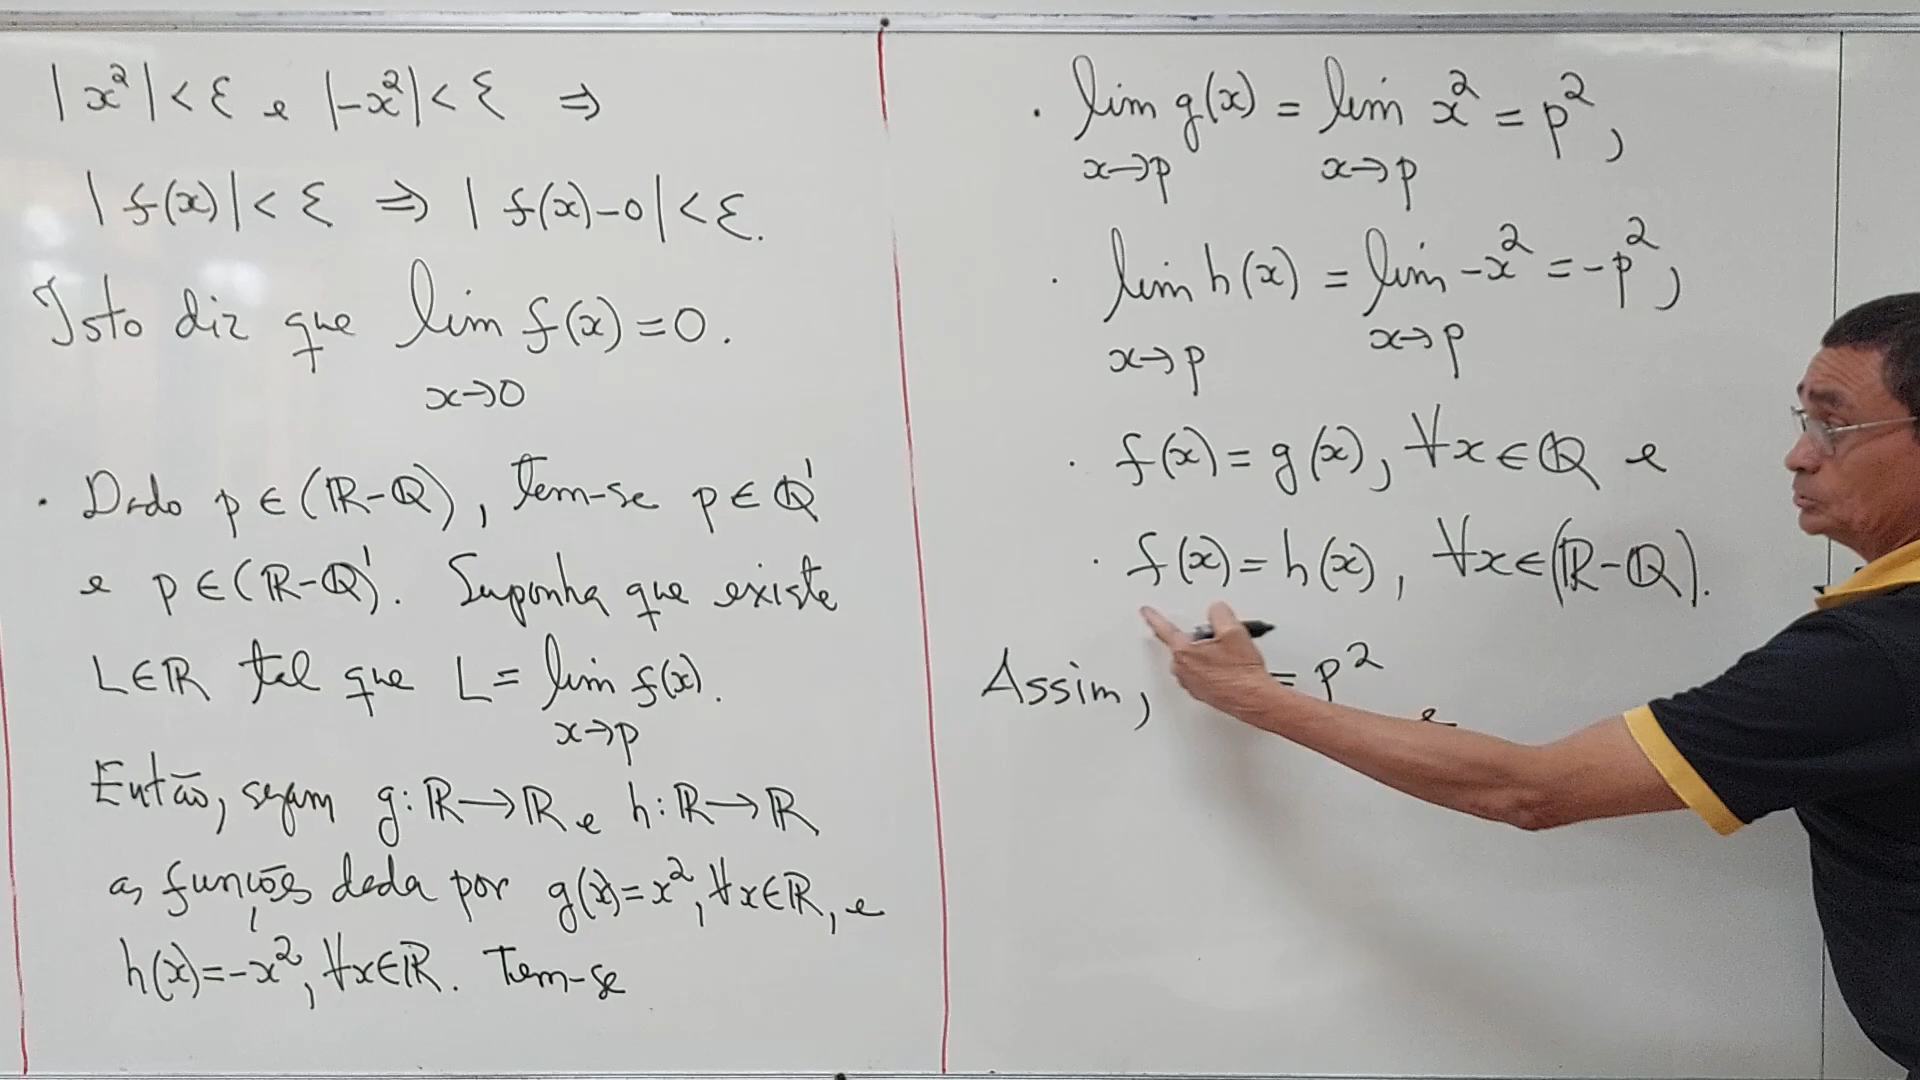 |x²| < ε e |-x²| < ε ⇒
|f(x)| < ε ⇒ |f(x)-0| < ε.
Isto diz que lim f(x) = 0.
x→0
· Dado p ∈ (ℝ-ℚ), tem-se p ∈ ℚ'
e p ∈ (ℝ-ℚ)'. Suponha que existe
L∈ℝ tal que L = lim f(x).
x→p
Então, sejam g: ℝ→ℝ e h: ℝ→ℝ
as funções dada por g(x)=x², ∀x∈ℝ, e
h(x)=-x², ∀x∈ℝ. Tem-se
· lim g(x) = lim x² = p²,
x→p x→p
· lim h(x) = lim -x² = -p²,
x→p x→p
· f(x) = g(x), ∀x∈ℚ e
· f(x) = h(x), ∀x∈(ℝ-ℚ).
Assim, = p²
e